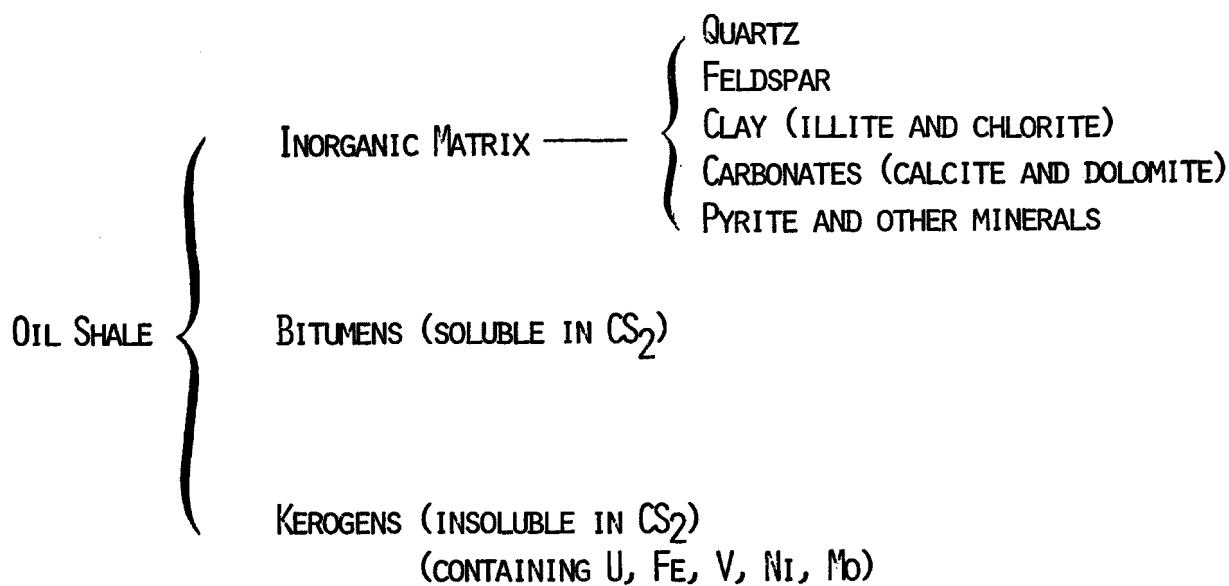 QUARTZ
FELDSPAR
CLAY (ILLITE AND CHLORITE)
INORGANIC MATRIX
CARBONATES (CALCITE AND DOLOMITE)
PYRITE AND OTHER MINERALS
OIL SHALE
BITUMENS (SOLUBLE IN CS2)
KEROGENS (INSOLUBLE IN CS2)
(CONTAINING U, FE, V, NI, MO)